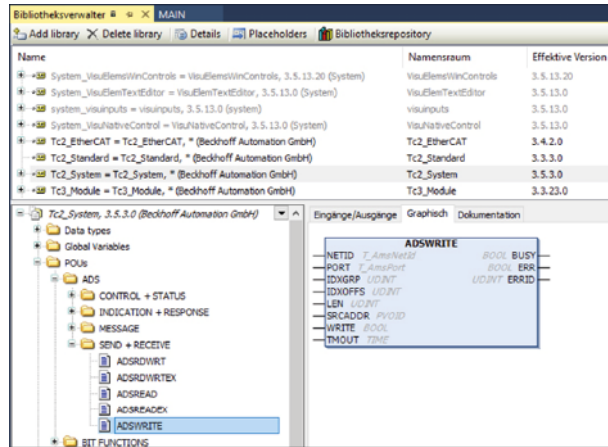 Bibliotheksverwalter MAIN
Add library Delete library Details Placeholders Bibliotheksrepository
Name Namensraum Effektive Version
System_VisuElemsWinControls = VisuElemsWinControls, 3.5.13.20 (System) VisuElemsWinControls 3.5.13.20
System_VisuElemTextEditor = VisuElemTextEditor, 3.5.13.0 (System) VisuElemTextEditor 3.5.13.0
system_visuinputs = visuinputs, 3.5.13.0 (system) visuinputs 3.5.13.0
System_VisuNativeControl = VisuNativeControl, 3.5.13.0 (System) VisuNativeControl 3.5.13.0
Tc2_EtherCAT = Tc2_EtherCAT, * (Beckhoff Automation GmbH) Tc2_EtherCAT 3.4.2.0
Tc2_Standard = Tc2_Standard, * (Beckhoff Automation GmbH) Tc2_Standard 3.3.3.0
Tc2_System = Tc2_System, * (Beckhoff Automation GmbH) Tc2_System 3.5.3.0
Tc3_Module = Tc3_Module, * (Beckhoff Automation GmbH) Tc3_Module 3.3.23.0
Tc2_System, 3.5.3.0 (Beckhoff Automation GmbH)
Data types
Global Variables
POUs
ADS
CONTROL + STATUS
INDICATION + RESPONSE
MESSAGE
SEND + RECEIVE
ADSRDWRT
ADSRDWRTEX
ADSREAD
ADSREADEX
ADSWRITE
BIT FUNCTIONS
Eingänge/Ausgänge Graphisch Dokumentation
ADSWRITE
NETID T_AmsNetId BOOL BUSY
PORT T_AmsPort BOOL ERR
IDXGRP UDINT UDINT ERRID
IDXOFFS UDINT
LEN UDINT
SRCADDR PVOID
WRITE BOOL
TMOUT TIME